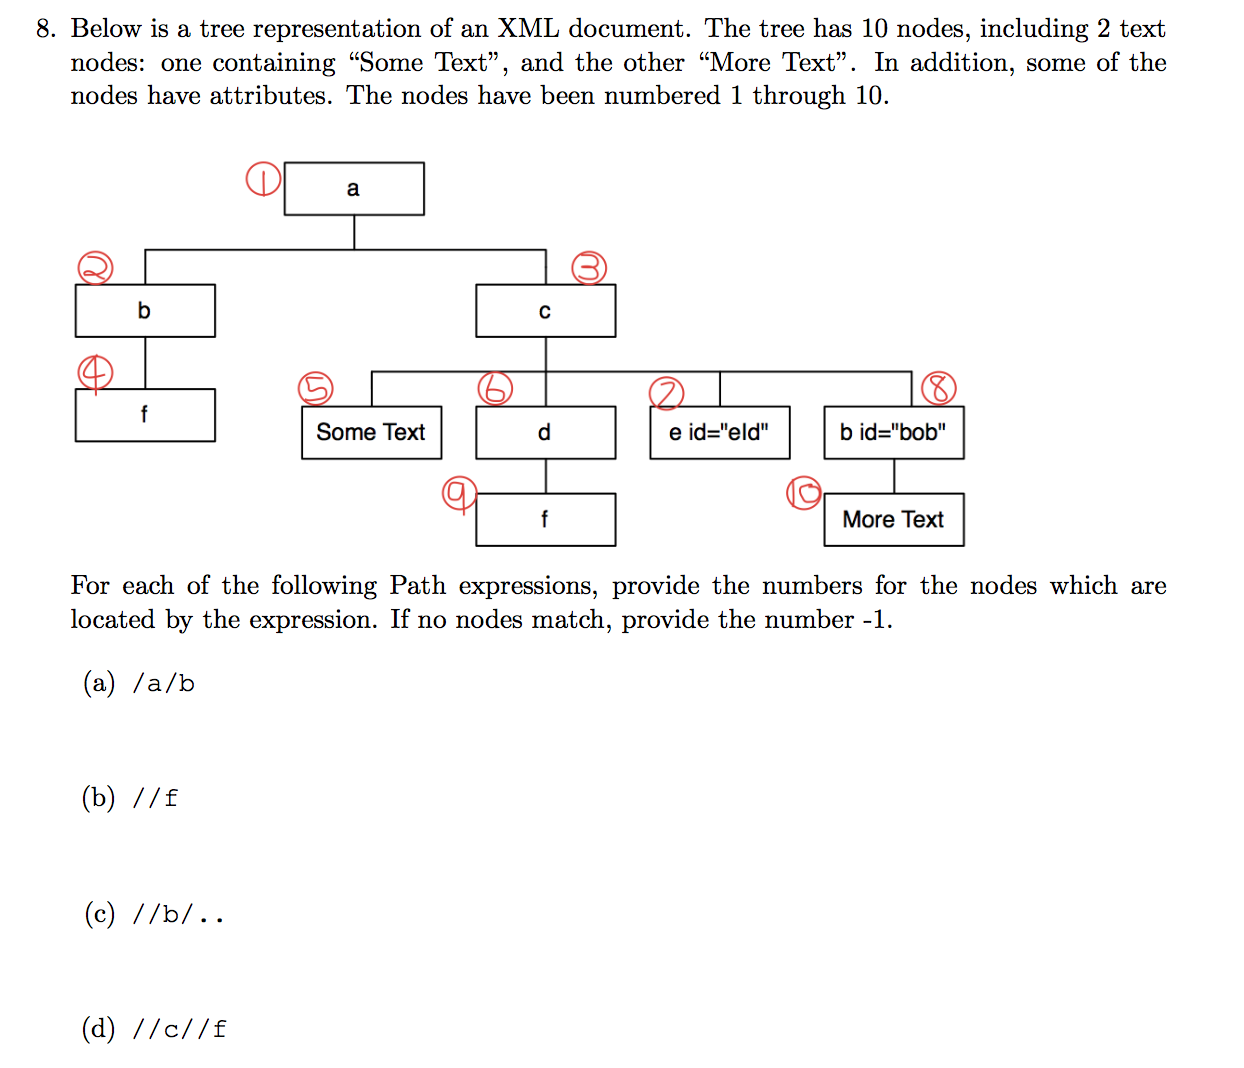 8. Below is a tree representation of an XML document. The tree has 10 nodes, including 2 text
nodes: one containing “Some Text”, and the other “More Text”. In addition, some of the
nodes have attributes. The nodes have been numbered 1 through 10.
1
a
2
3
b
c
4
5
6
7
8
f
Some Text
d
e id="eId"
b id="bob"
9
10
f
More Text
For each of the following Path expressions, provide the numbers for the nodes which are
located by the expression. If no nodes match, provide the number -1.
(a) /a/b
(b) //f
(c) //b/..
(d) //c//f